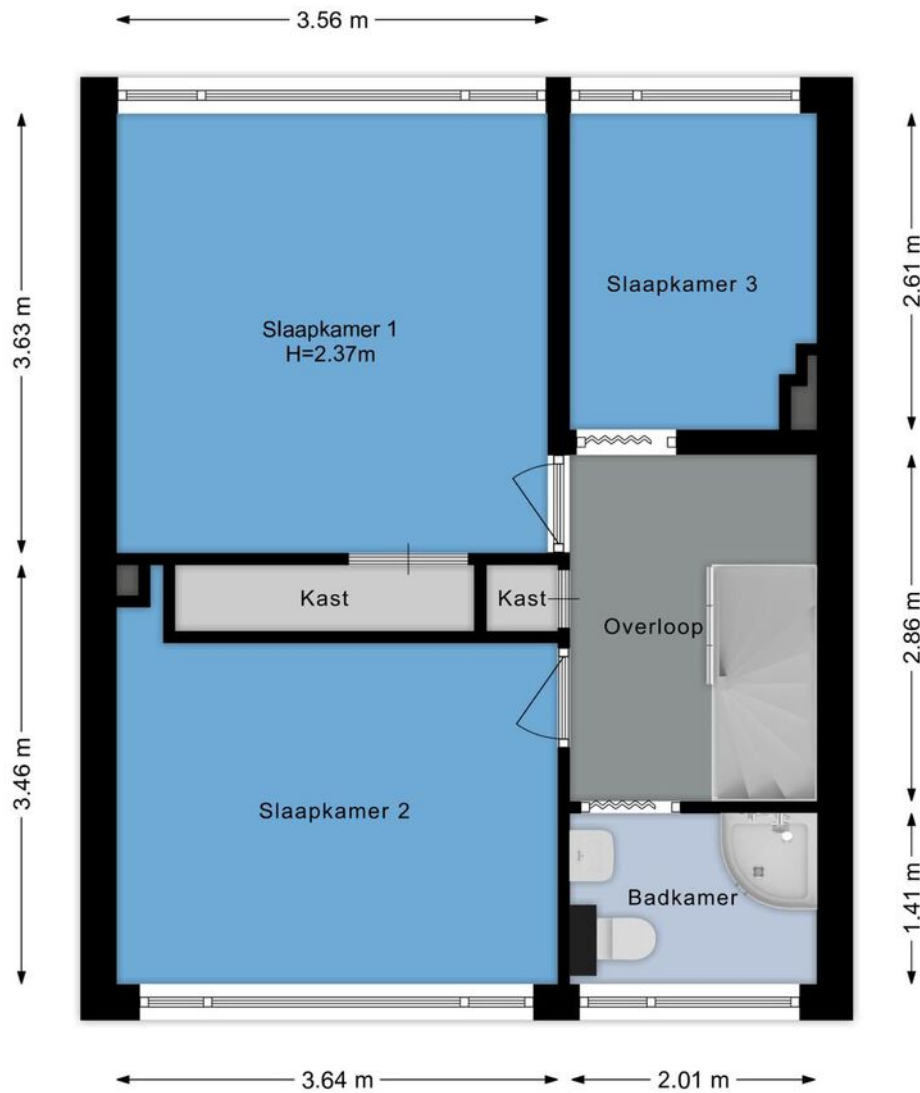 3.56 m
Slaapkamer 3
Slaapkamer 1
H=2.37m
3.63 m
2.61 m
Kast
Kast
Overloop
2.86 m
3.46 m
Slaapkamer 2
Badkamer
1.41 m
3.64 m
2.01 m